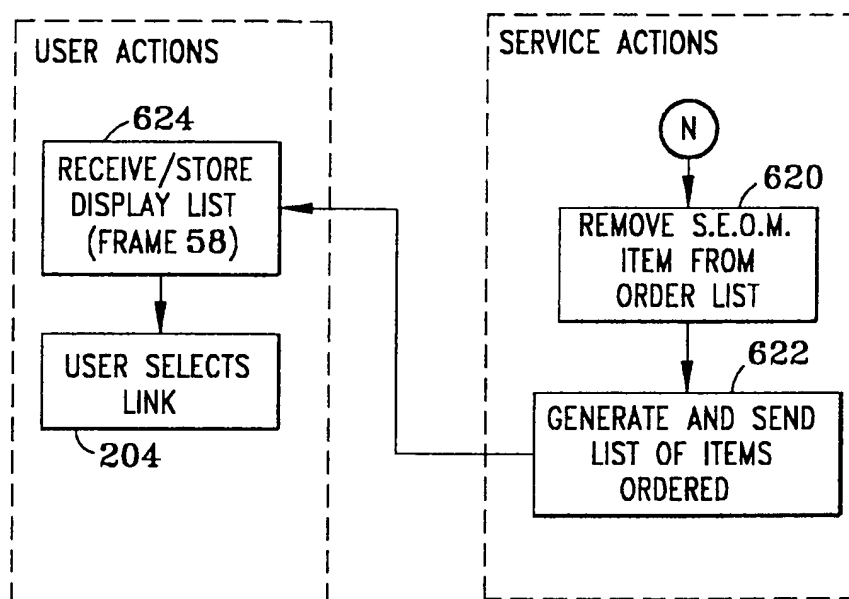 USER ACTIONS
624
RECEIVE/STORE
DISPLAY LIST
(FRAME 58)
USER SELECTS
LINK
204
SERVICE ACTIONS
N
620
REMOVE S.E.O.M.
ITEM FROM
ORDER LIST
622
GENERATE AND SEND
LIST OF ITEMS
ORDERED